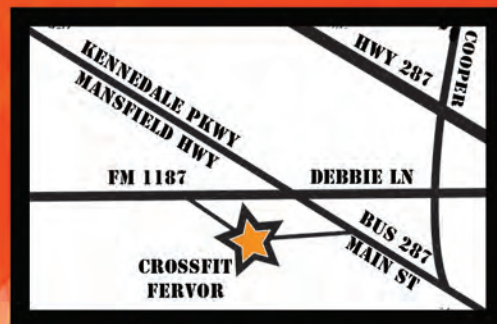 HWY 287
COOPER
KENNEDALE PKWY
MANSFIELD HWY
FM 1187
DEBBIE LN
BUS 287
MAIN ST
CROSSFIT
FERVOR